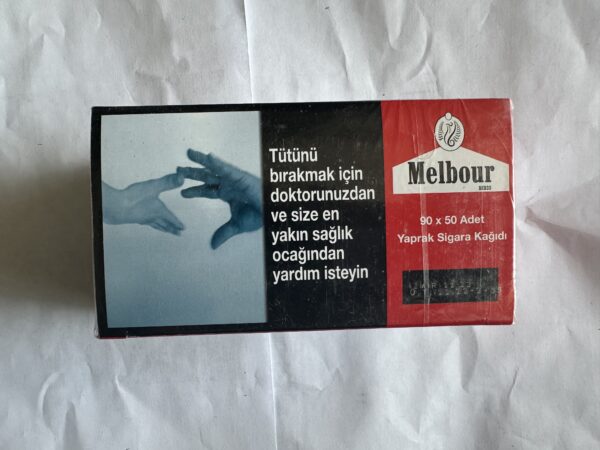 Tütünü
bırakmak için
doktorunuzdan
ve size en
yakın sağlık
ocağından
yardım isteyin
Melbour
90 x 50 Adet
Yaprak Sigara Kağıdı